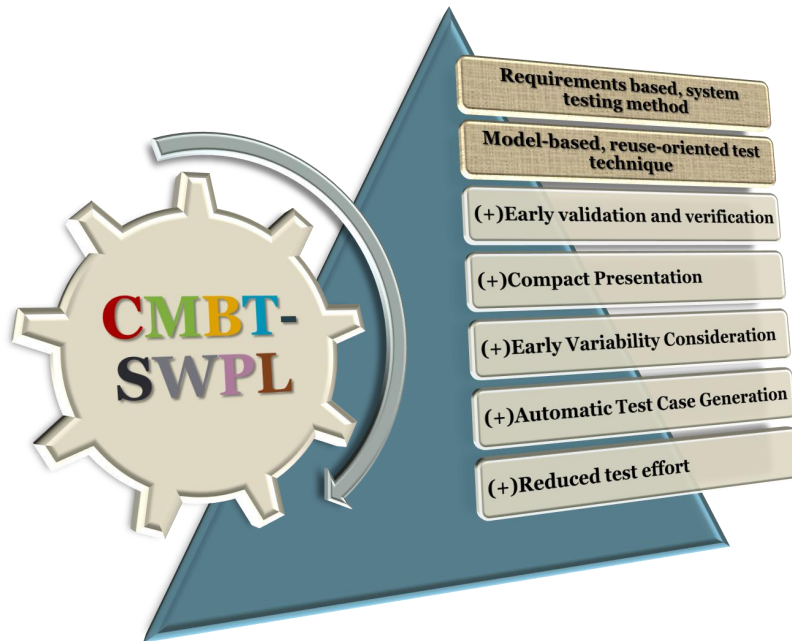 Requirements based, system
testing method
Model-based, reuse-oriented test
technique
(+)Early validation and verification
(+)Compact Presentation
(+)Early Variability Consideration
(+)Automatic Test Case Generation
(+)Reduced test effort
CMBT-
SWPL